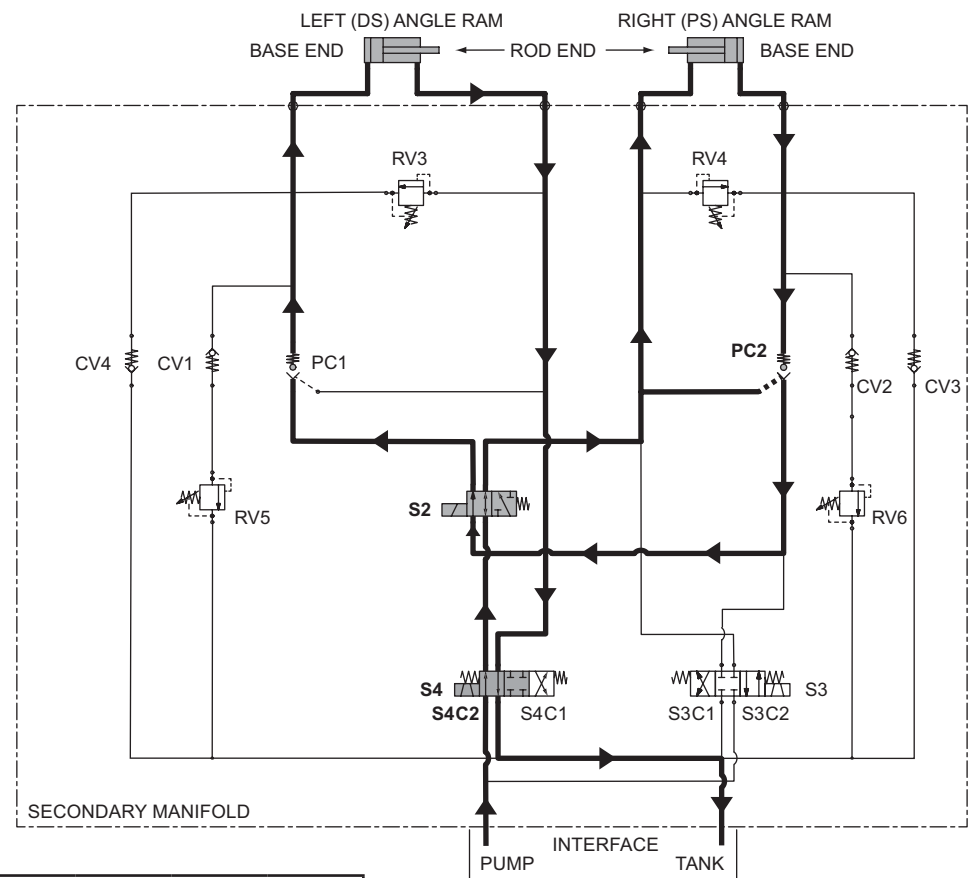 LEFT (DS) ANGLE RAM
RIGHT (PS) ANGLE RAM
BASE END
ROD END
BASE END
RV3
RV4
CV4
CV1
PC1
PC2
CV2
CV3
S2
RV5
RV6
S4
S4C2
S4C1
S3C1
S3C2
S3
SECONDARY MANIFOLD
INTERFACE
PUMP
TANK